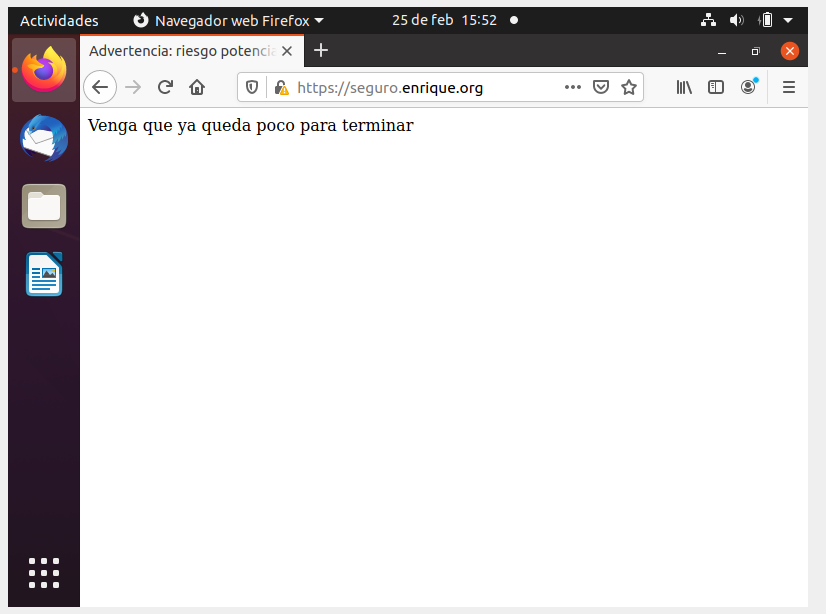 Actividades
Navegador web Firefox
25 de feb 15:52
Advertencia: riesgo potencia
https://seguro.enrique.org
Venga que ya queda poco para terminar